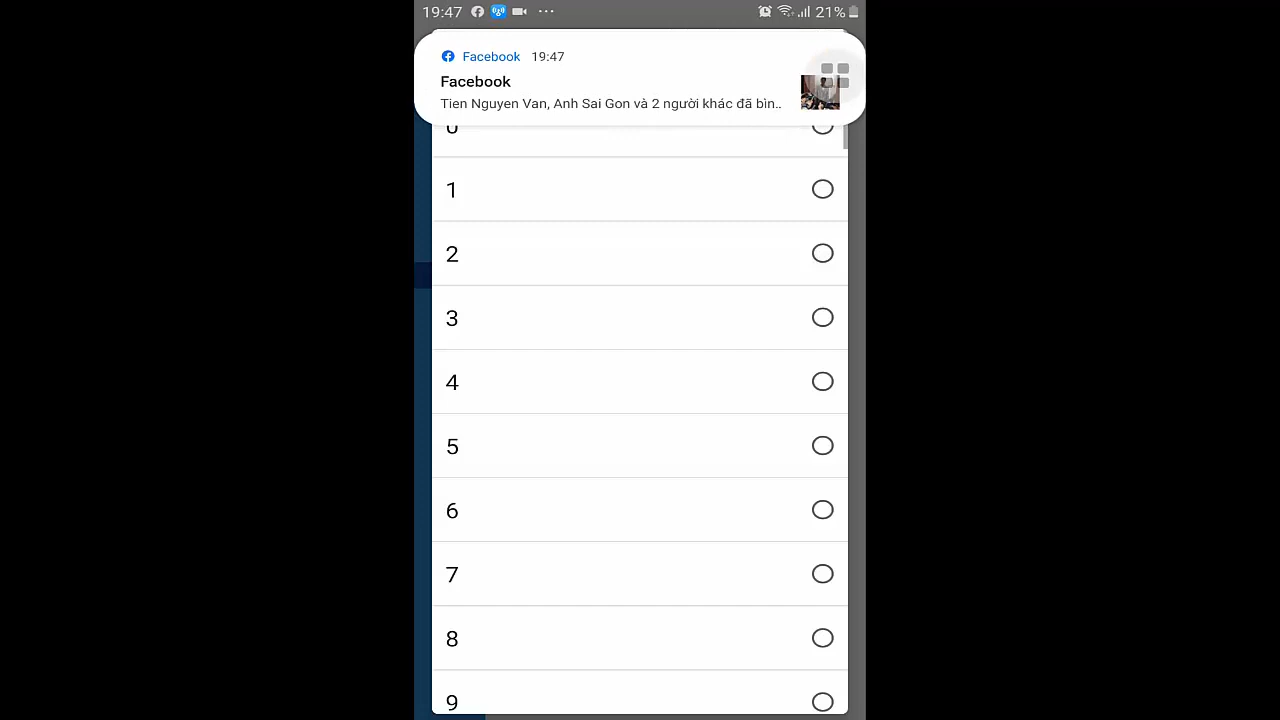 19:47 ... 21%
Facebook 19:47
Facebook
Tien Nguyen Van, Anh Sai Gon và 2 người khác đã bìn..
0
1
2
3
4
5
6
7
8
9